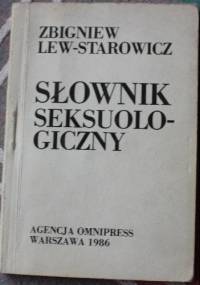 ZBIGNIEW
LEW-STAROWICZ
SŁOWNIK
SEKSUOLO-
GICZNY
AGENCJA OMNIPRESS
WARSZAWA 1986